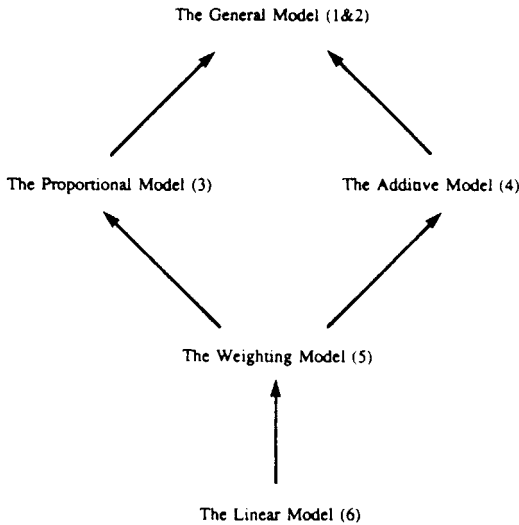 The General Model (1&2)
The Proportional Model (3)
The Additive Model (4)
The Weighting Model (5)
The Linear Model (6)